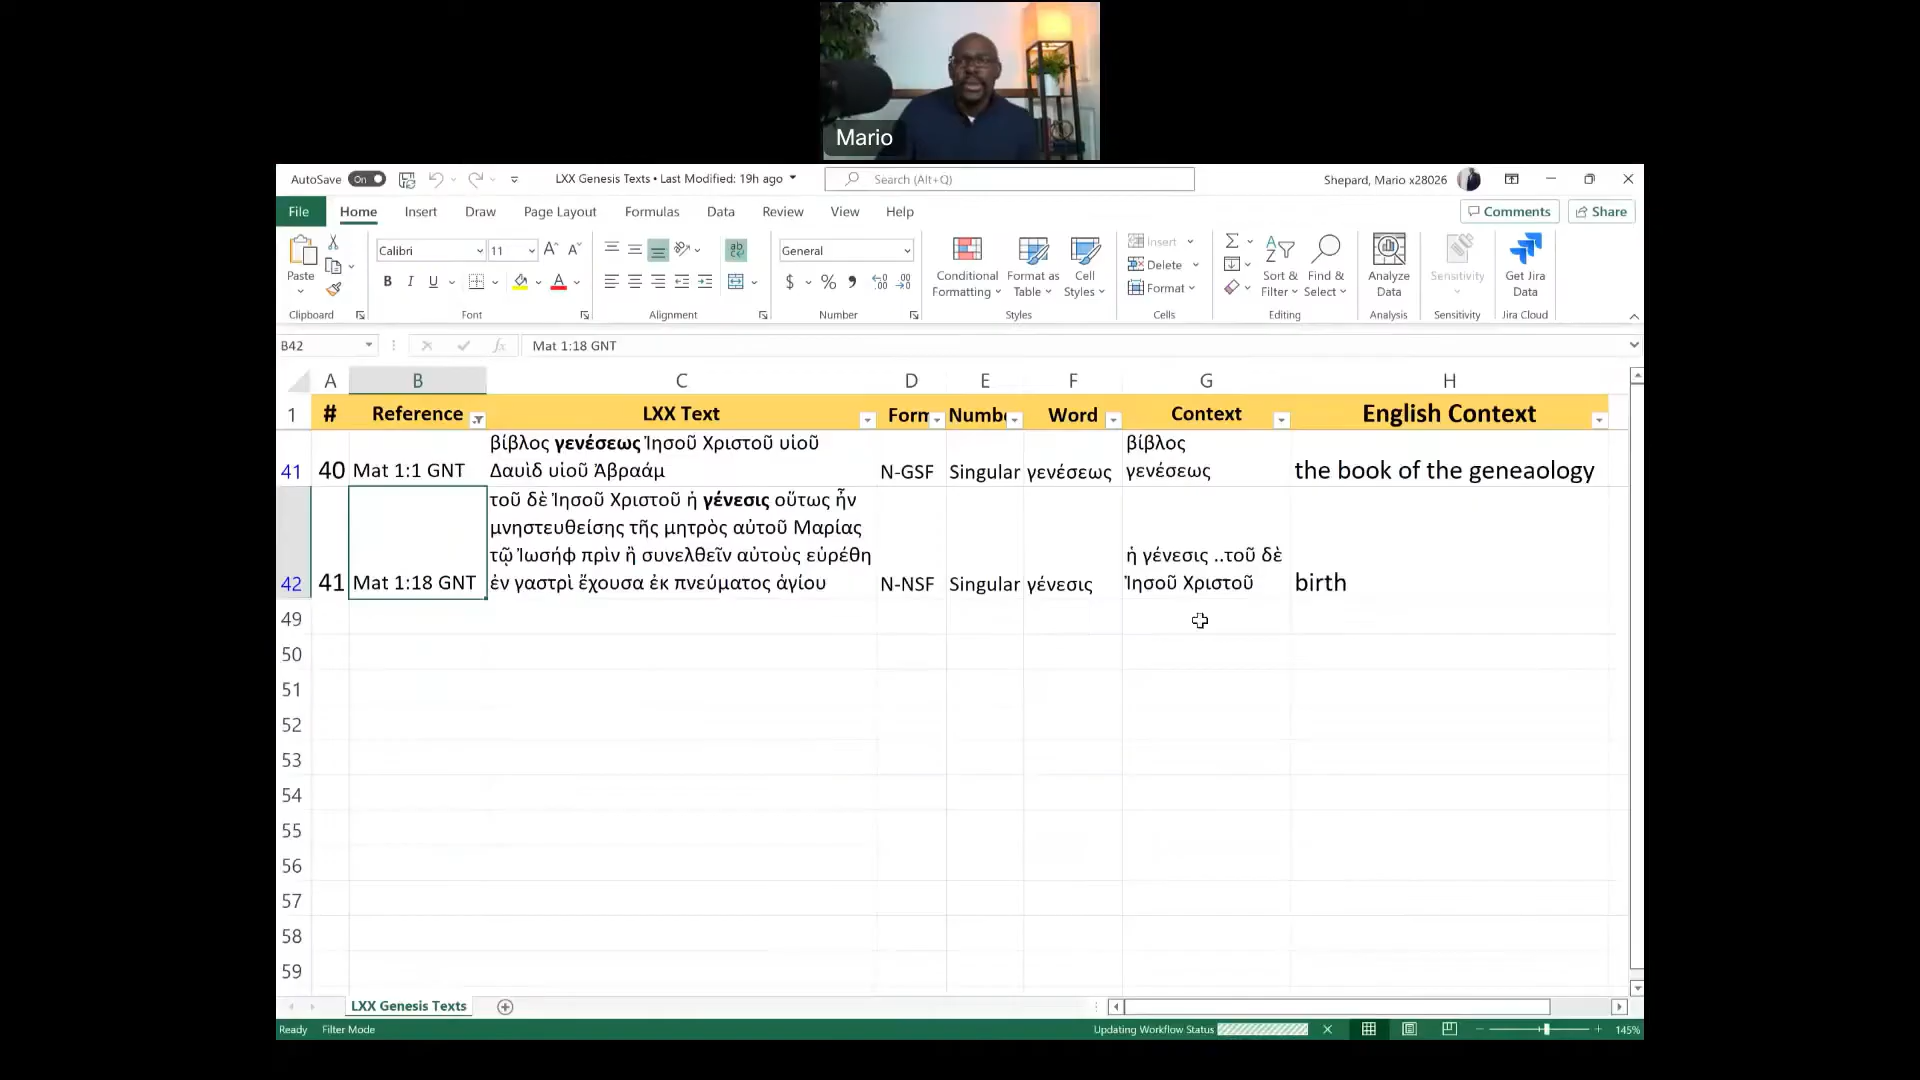 Mario
AutoSave On LXX Genesis Texts • Last Modified: 19h ago Search (Alt+Q) Shepard, Mario x28026
File Home Insert Draw Page Layout Formulas Data Review View Help Comments Share
Paste Calibri 11 General Conditional Formatting Format as Table Cell Styles Insert Delete Format Sort & Filter Find & Select Analyze Data Sensitivity Get Jira Data
Clipboard Font Alignment Number Styles Cells Editing Analysis Sensitivity Jira Cloud
B42 fx Mat 1:18 GNT
A B C D E F G H
1 # Reference LXX Text Form Numbe Word Context English Context
βίβλος γενέσεως Ἰησοῦ Χριστοῦ υἱοῦ βίβλος
41 40 Mat 1:1 GNT Δαυὶδ υἱοῦ Ἀβραάμ N-GSF Singular γενέσεως γενέσεως the book of the geneaology
τοῦ δὲ Ἰησοῦ Χριστοῦ ἡ γένεσις οὕτως ἦν
μνηστευθείσης τῆς μητρὸς αὐτοῦ Μαρίας
τῷ Ἰωσήφ πρὶν ἢ συνελθεῖν αὐτοὺς εὑρέθη ἡ γένεσις ..τοῦ δὲ
42 41 Mat 1:18 GNT ἐν γαστρὶ ἔχουσα ἐκ πνεύματος ἁγίου N-NSF Singular γένεσις Ἰησοῦ Χριστοῦ birth
49
50
51
52
53
54
55
56
57
58
59
LXX Genesis Texts
Ready Filter Mode Updating Workflow Status 145%